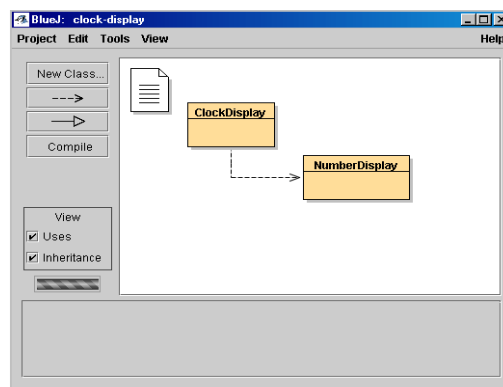 BlueJ: clock-display
Project Edit Tools View Help
New Class...
Compile
View
Uses
Inheritance
ClockDisplay
NumberDisplay